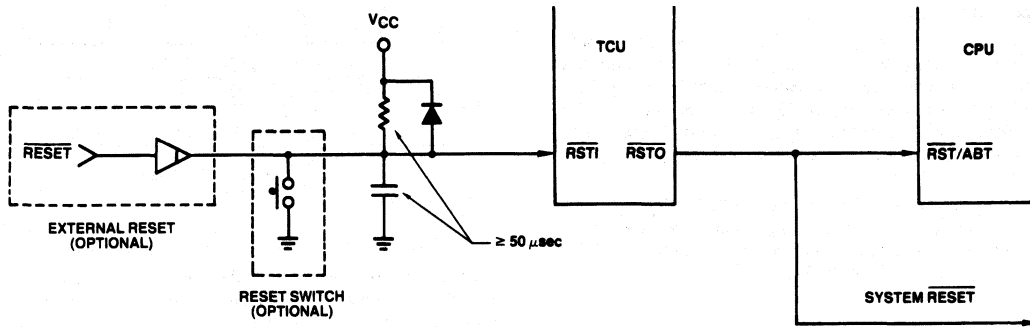 VCC
TCU
CPU
RESET
RSTI
RSTO
RST/ABT
EXTERNAL RESET
(OPTIONAL)
≥ 50 μsec
RESET SWITCH
(OPTIONAL)
SYSTEM RESET